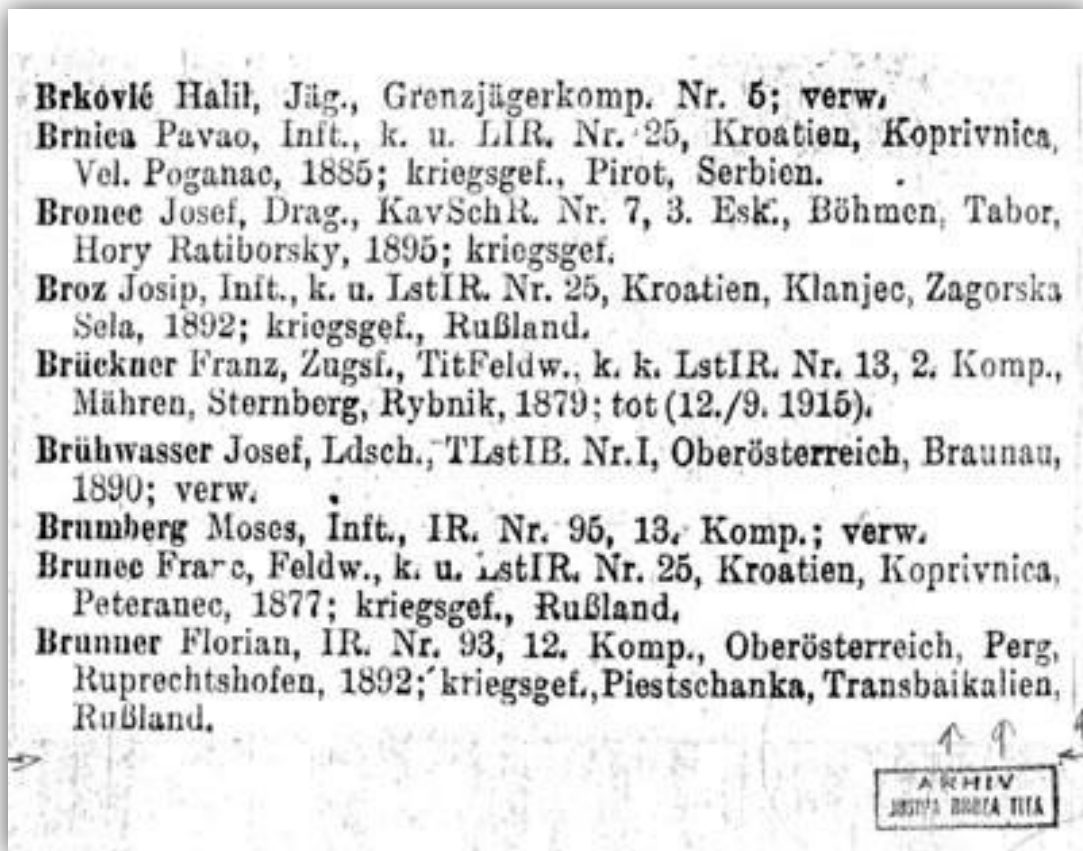 Brković Halil, Jäg., Grenzjägerkomp. Nr. 5; verw.
Brnica Pavao, Inft., k. u. LIR. Nr. 25, Kroatien, Koprivnica,
Vel. Poganac, 1885; kriegsgef., Pirot, Serbien.
Bronec Josef, Drag., KavSchR. Nr. 7, 3. Esk., Böhmen, Tabor,
Hory Ratiborsky, 1895; kriegsgef.
Broz Josip, Inft., k. u. LstIR. Nr. 25, Kroatien, Klanjec, Zagorska
Sela, 1892; kriegsgef., Rußland.
Brückner Franz, Zugsf., TitFeldw., k. k. LstIR. Nr. 13, 2. Komp.,
Mähren, Sternberg, Rybnik, 1879; tot (12./9. 1915).
Brühwasser Josef, Ldsch., TLstIB. Nr. I, Oberösterreich, Braunau,
1890; verw.
Brumberg Moses, Inft., IR. Nr. 95, 13. Komp.; verw.
Brunec Franc, Feldw., k. u. LstIR. Nr. 25, Kroatien, Koprivnica,
Peteranec, 1877; kriegsgef., Rußland.
Brunner Florian, IR. Nr. 93, 12. Komp., Oberösterreich, Perg,
Ruprechtshofen, 1892; kriegsgef., Piestschanka, Transbaikalien,
Rußland.
ARHIV
JOSIPA BROZA TITA